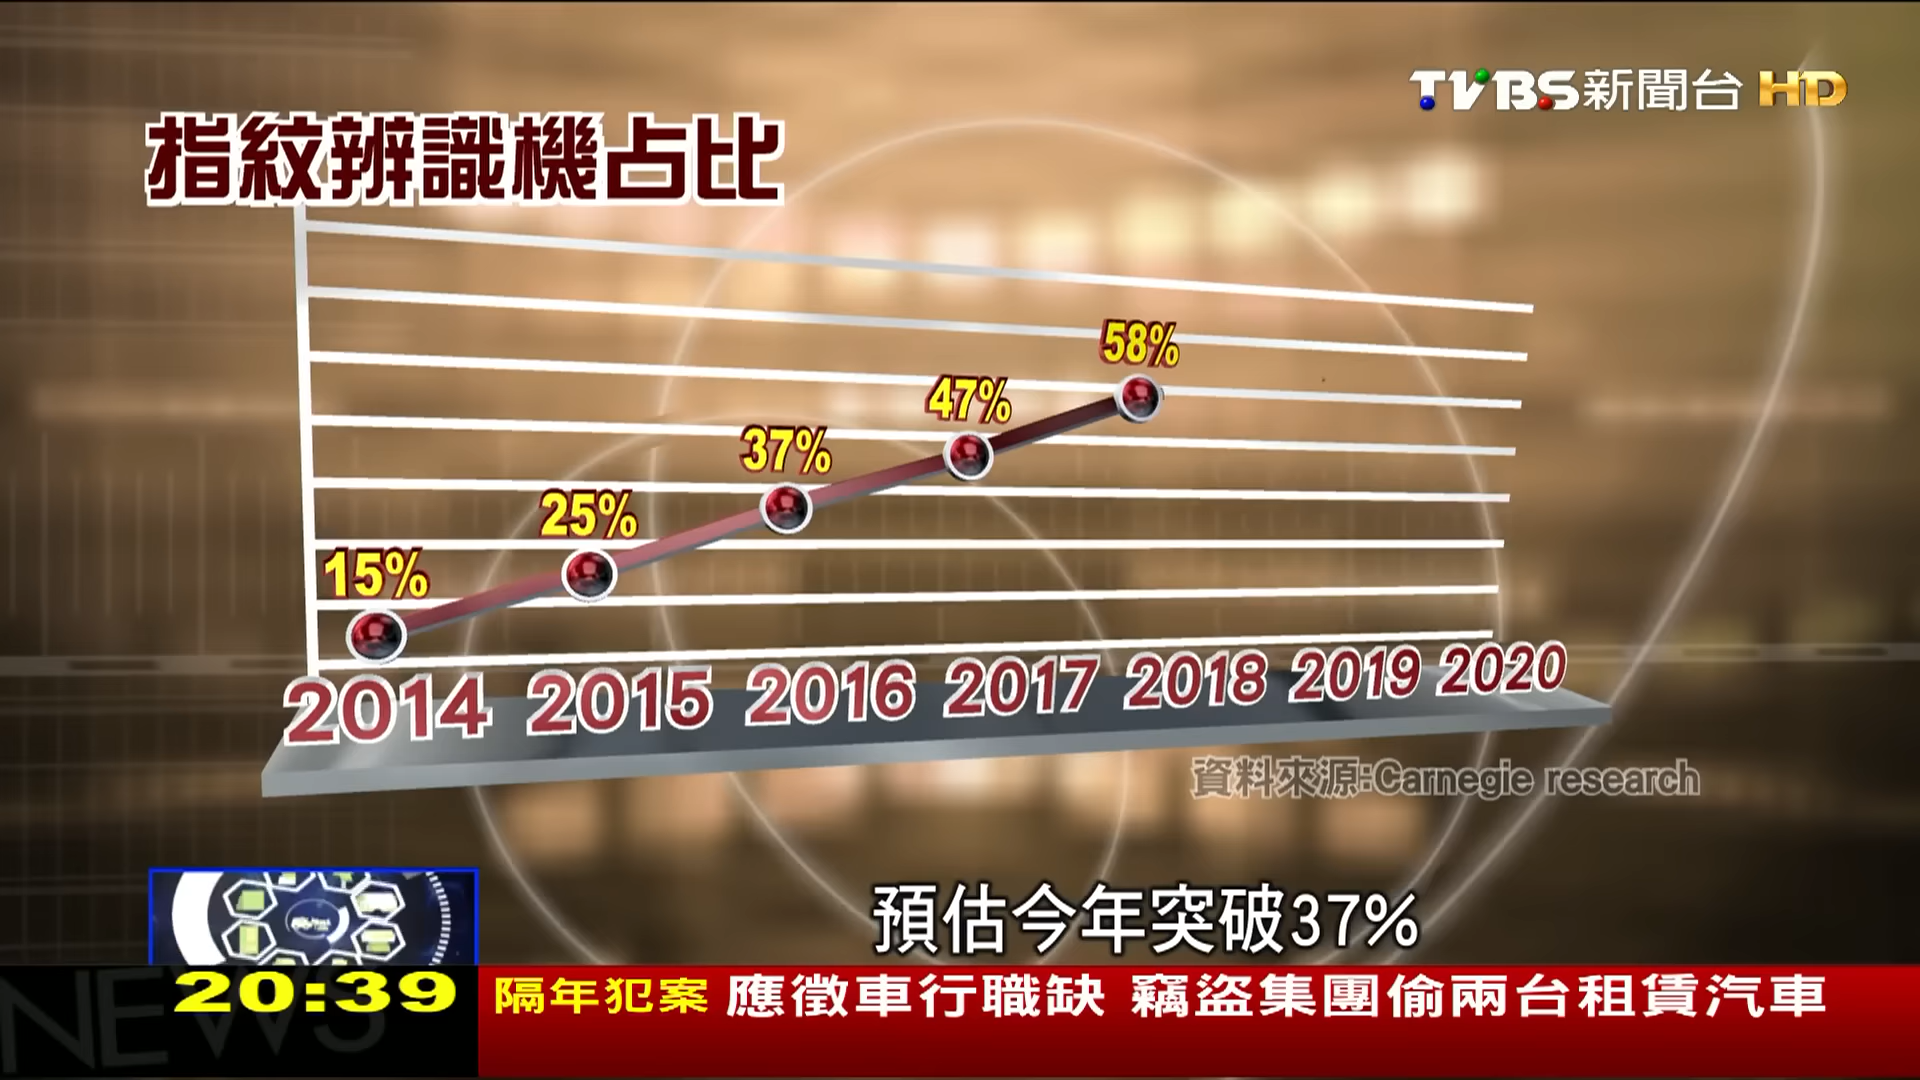 TVBS新聞台 HD
指紋辨識機占比
58%
47%
37%
25%
15%
2014 2015 2016 2017 2018 2019 2020
資料來源:Carnegie research
預估今年突破37%
NEWS
20:39
隔年犯案 應徵車行職缺 竊盜集團偷兩台租賃汽車